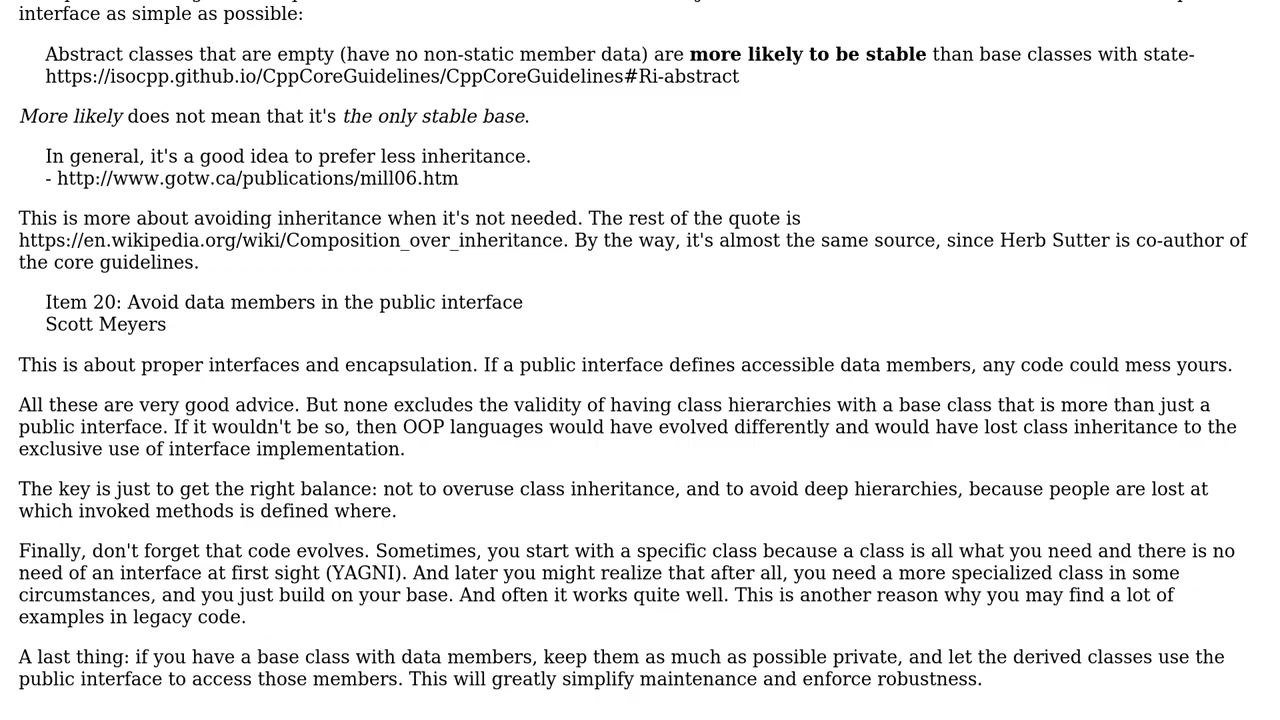 interface as simple as possible:
Abstract classes that are empty (have no non-static member data) are more likely to be stable than base classes with state-
https://isocpp.github.io/CppCoreGuidelines/CppCoreGuidelines#Ri-abstract
More likely does not mean that it's the only stable base.
In general, it's a good idea to prefer less inheritance.
- http://www.gotw.ca/publications/mill06.htm
This is more about avoiding inheritance when it's not needed. The rest of the quote is
https://en.wikipedia.org/wiki/Composition_over_inheritance. By the way, it's almost the same source, since Herb Sutter is co-author of
the core guidelines.
Item 20: Avoid data members in the public interface
Scott Meyers
This is about proper interfaces and encapsulation. If a public interface defines accessible data members, any code could mess yours.
All these are very good advice. But none excludes the validity of having class hierarchies with a base class that is more than just a
public interface. If it wouldn't be so, then OOP languages would have evolved differently and would have lost class inheritance to the
exclusive use of interface implementation.
The key is just to get the right balance: not to overuse class inheritance, and to avoid deep hierarchies, because people are lost at
which invoked methods is defined where.
Finally, don't forget that code evolves. Sometimes, you start with a specific class because a class is all what you need and there is no
need of an interface at first sight (YAGNI). And later you might realize that after all, you need a more specialized class in some
circumstances, and you just build on your base. And often it works quite well. This is another reason why you may find a lot of
examples in legacy code.
A last thing: if you have a base class with data members, keep them as much as possible private, and let the derived classes use the
public interface to access those members. This will greatly simplify maintenance and enforce robustness.